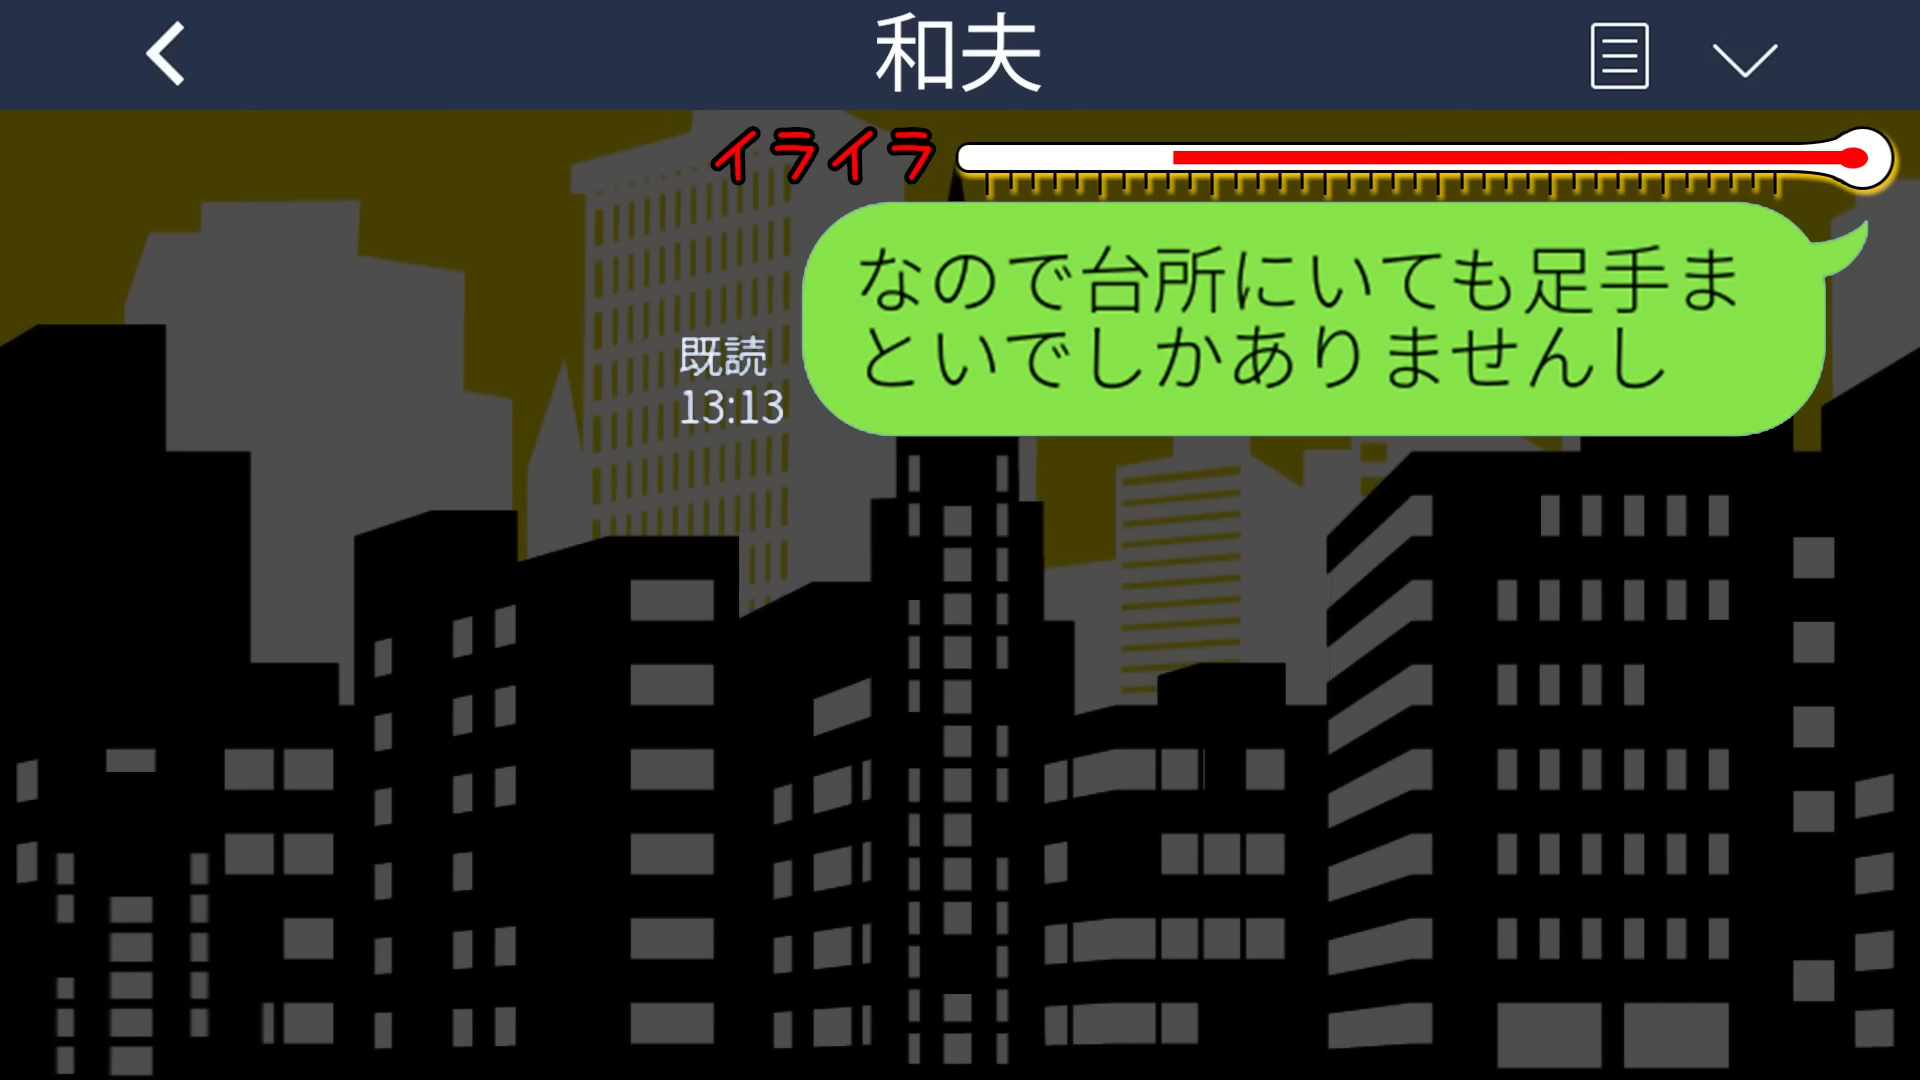 和夫
イライラ
なので台所にいても足手ま
といでしかありませんし
既読
13:13